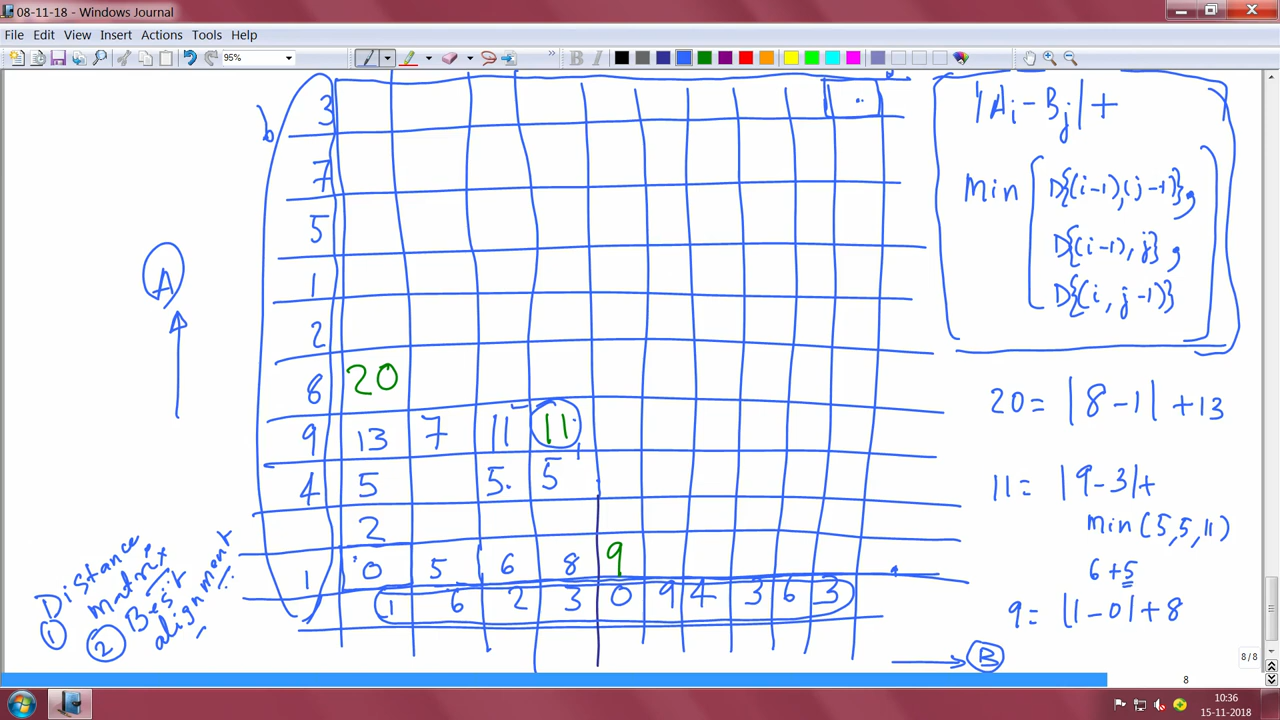 08-11-18 - Windows Journal
File Edit View Insert Actions Tools Help
95%
b
3
7
5
1
2
8 20
9 13 7 11 11
4 5 5. 5
2
1 0 5 6 8 9
1 6 2 3 0 9 4 3 6 3
A
B
① Distance matrix
② Best alignment
|Ai - Bj| +
Min [ D{(i-1),(j-1)},
D{(i-1), j},
D{(i, j-1)}
20 = |8-1| + 13
11 = |9-3| +
min(5,5,11)
6+5
9 = |1-0| + 8
8/8
8
10:36
15-11-2018